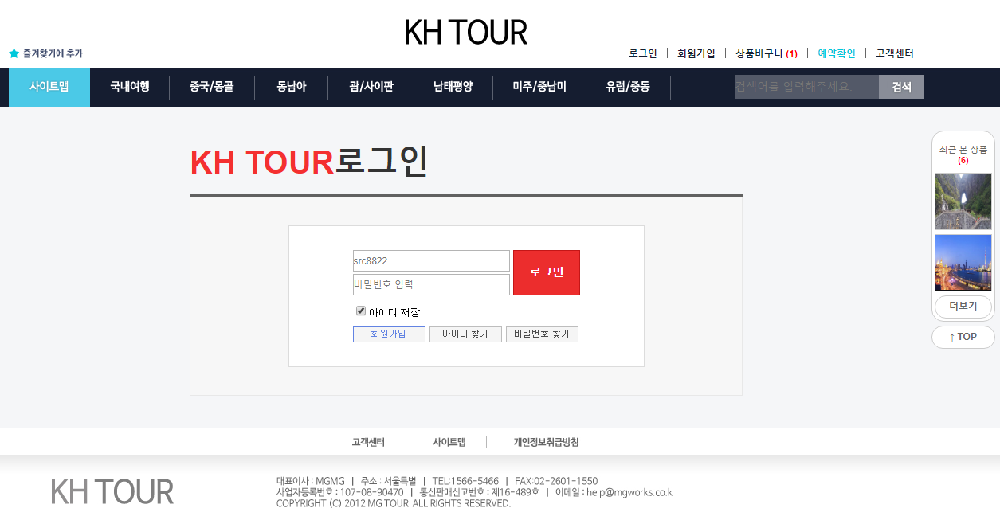 KH TOUR
즐겨찾기에 추가
로그인 | 회원가입 | 상품바구니 (1) | 예약확인 | 고객센터
사이트맵 국내여행 중국/몽골 동남아 괌/사이판 남태평양 미주/중남미 유럽/중동 검색어를 입력해주세요. 검색
KH TOUR로그인
최근 본 상품
(6)
더보기
↑ TOP
src8822
비밀번호 입력
로그인
아이디 저장
회원가입 아이디 찾기 비밀번호 찾기
고객센터 | 사이트맵 | 개인정보취급방침
KH TOUR
대표이사 : MGMG | 주소 : 서울특별 | TEL:1566-5466 | FAX:02-2601-1550
사업자등록번호 : 107-08-90470 | 통신판매신고번호 : 제16-489호 | 이메일 : help@mgworks.co.k
COPYRIGHT (C) 2012 MG TOUR ALL RIGHTS RESERVED.